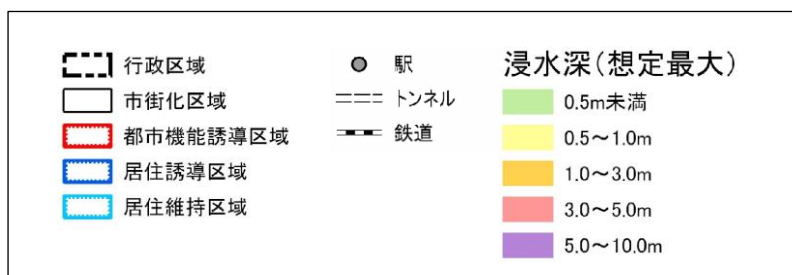 行政区域
市街化区域
都市機能誘導区域
居住誘導区域
居住維持区域
駅
トンネル
鉄道
浸水深(想定最大)
0.5m未満
0.5～1.0m
1.0～3.0m
3.0～5.0m
5.0～10.0m